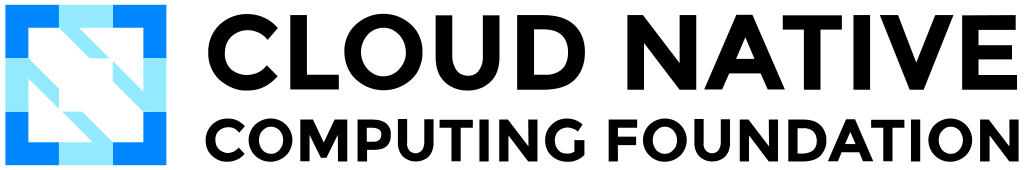 CLOUD NATIVE
COMPUTING FOUNDATION